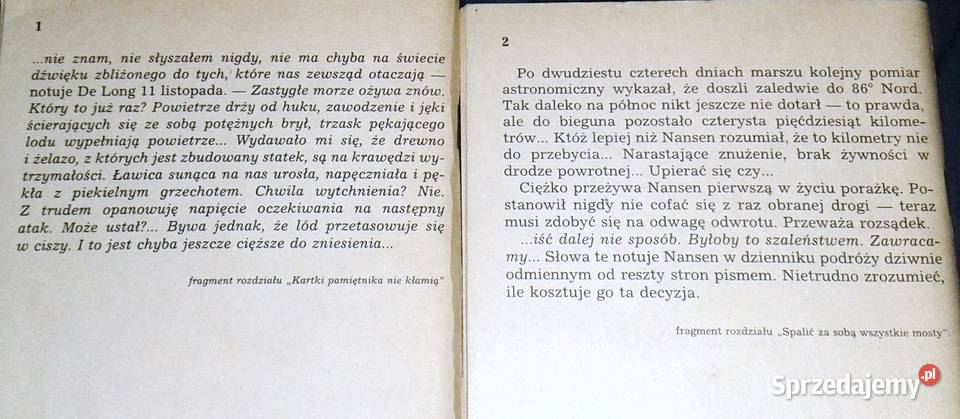 1
...nie znam, nie słyszałem nigdy, nie ma chyba na świecie
dźwięku zbliżonego do tych, które nas zewsząd otaczają —
notuje De Long 11 listopada. — Zastygłe morze ożywa znów.
Który to już raz? Powietrze drży od huku, zawodzenie i jęki
ścierających się ze sobą potężnych brył, trzask pękającego
lodu wypełniają powietrze... Wydawało mi się, że drewno
i żelazo, z których jest zbudowany statek, są na krawędzi wy-
trzymałości. Ławica sunąca na nas urosła, napęczniała i pę-
kła z piekielnym grzechotem. Chwila wytchnienia? Nie.
Z trudem opanowuję napięcie oczekiwania na następny
atak. Może ustał?... Bywa jednak, że lód przetasowuje się
w ciszy. I to jest chyba jeszcze cięższe do zniesienia...
fragment rozdziału „Kartki pamiętnika nie kłamią”
2
Po dwudziestu czterech dniach marszu kolejny pomiar
astronomiczny wykazał, że doszli zaledwie do 86° Nord.
Tak daleko na północ nikt jeszcze nie dotarł — to prawda,
ale do bieguna pozostało czterysta pięćdziesiąt kilome-
trów... Któż lepiej niż Nansen rozumiał, że to kilometry nie
do przebycia... Narastające znużenie, brak żywności w
drodze powrotnej... Upierać się czy...
Ciężko przeżywa Nansen pierwszą w życiu porażkę. Po-
stanowił nigdy nie cofać się z raz obranej drogi — teraz
musi zdobyć się na odwagę odwrotu. Przeważa rozsądek.
...iść dalej nie sposób. Byłoby to szaleństwem. Zawraca-
my... Słowa te notuje Nansen w dzienniku podróży dziwnie
odmiennym od reszty stron pismem. Nietrudno zrozumieć,
ile kosztuje go ta decyzja.
fragment rozdziału „Spalić za sobą wszystkie mosty”.
Sprzedajemy.pl